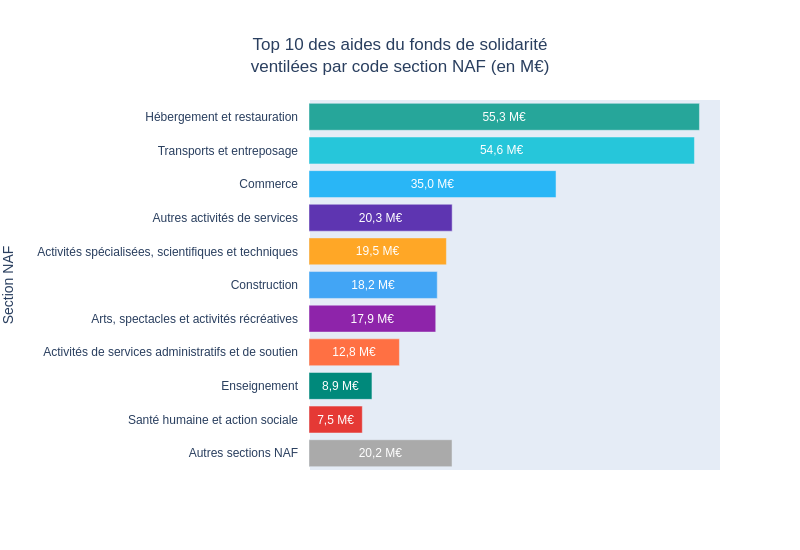 Top 10 des aides du fonds de solidarité
ventilées par code section NAF (en M€)
Section NAF
Hébergement et restauration 55,3 M€
Transports et entreposage 54,6 M€
Commerce 35,0 M€
Autres activités de services 20,3 M€
Activités spécialisées, scientifiques et techniques 19,5 M€
Construction 18,2 M€
Arts, spectacles et activités récréatives 17,9 M€
Activités de services administratifs et de soutien 12,8 M€
Enseignement 8,9 M€
Santé humaine et action sociale 7,5 M€
Autres sections NAF 20,2 M€